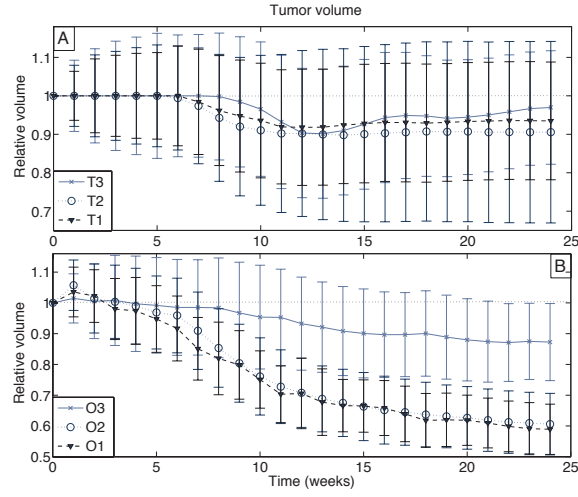 Tumor volume
A
Relative volume
1.1
1
0.9
0.8
0.7
T3
T2
T1
0 5 10 15 20 25
B
Relative volume
1.1
1
0.9
0.8
0.7
0.6
0.5
O3
O2
O1
0 5 10 15 20 25
Time (weeks)